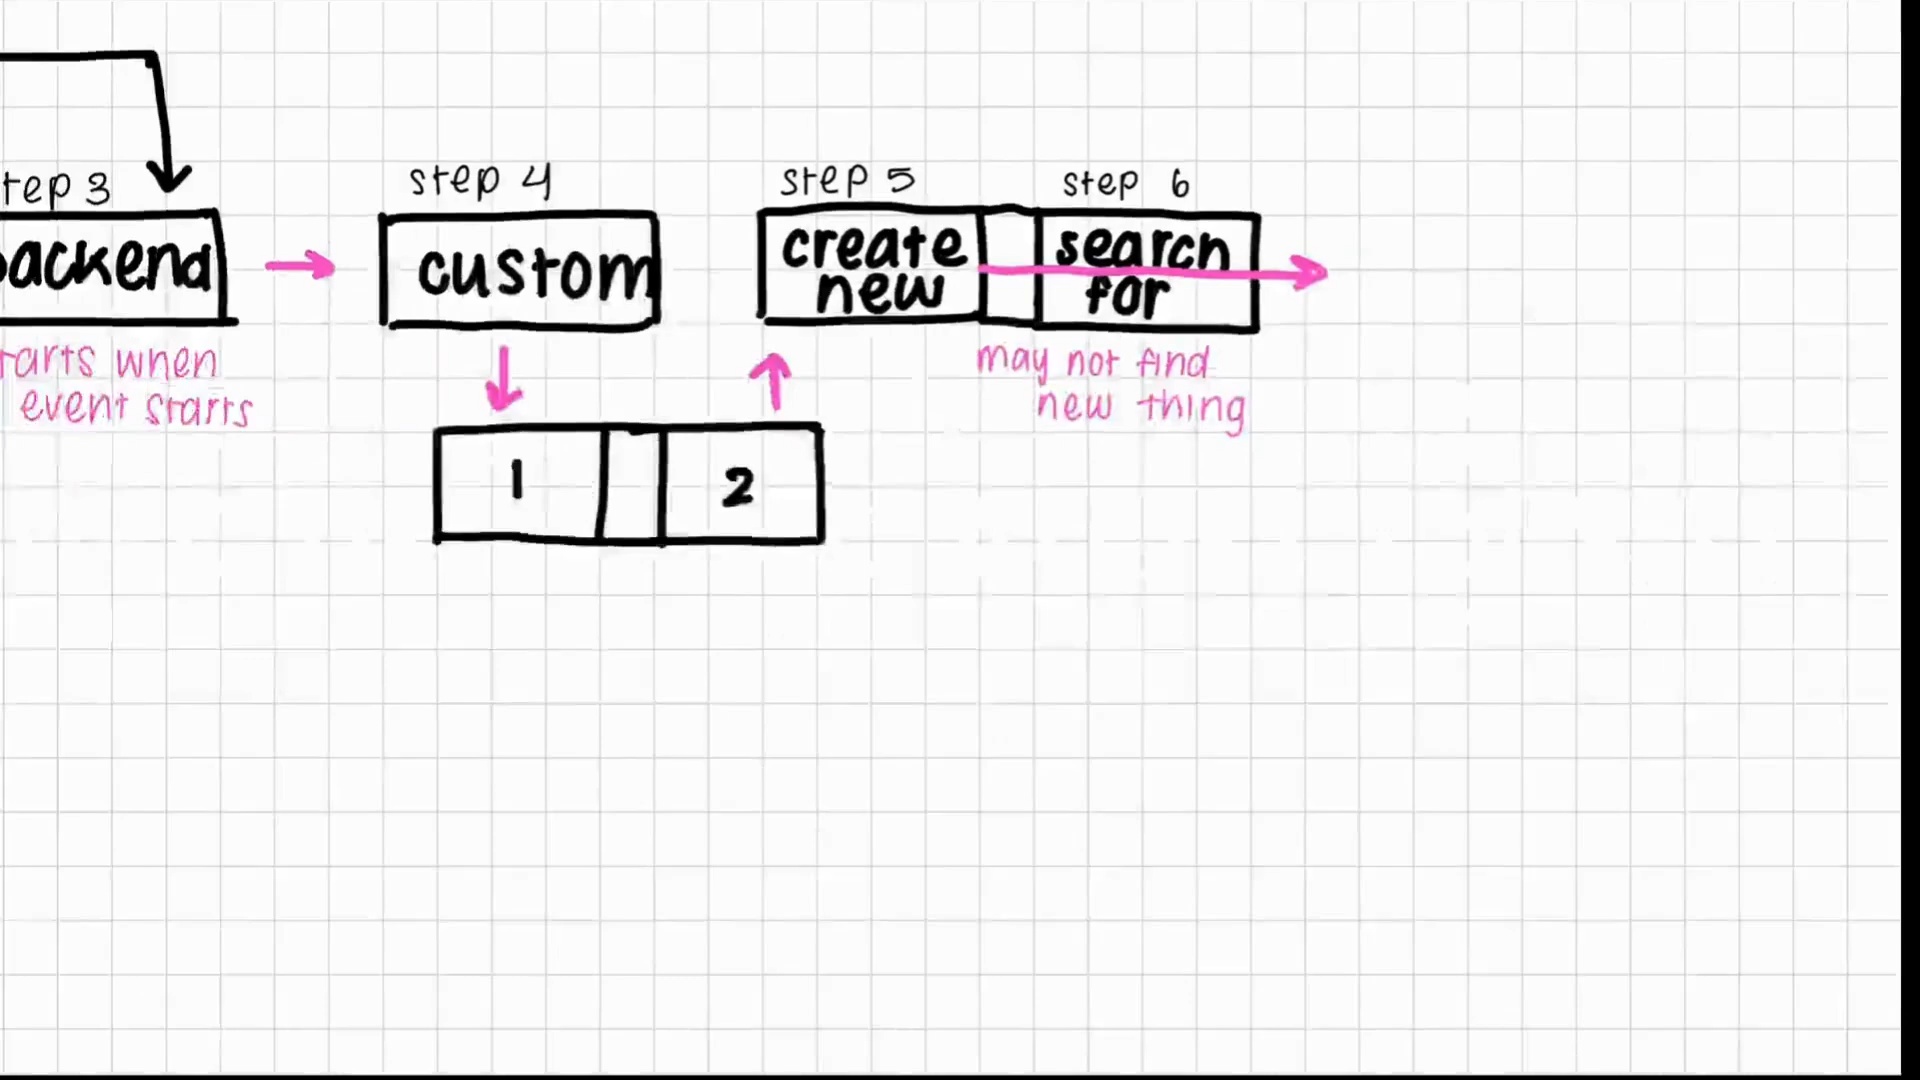 tep 3
step 4
step 5
step 6
backend
custom
create
new
search
for
tarts when
event starts
may not find
new thing
1
2